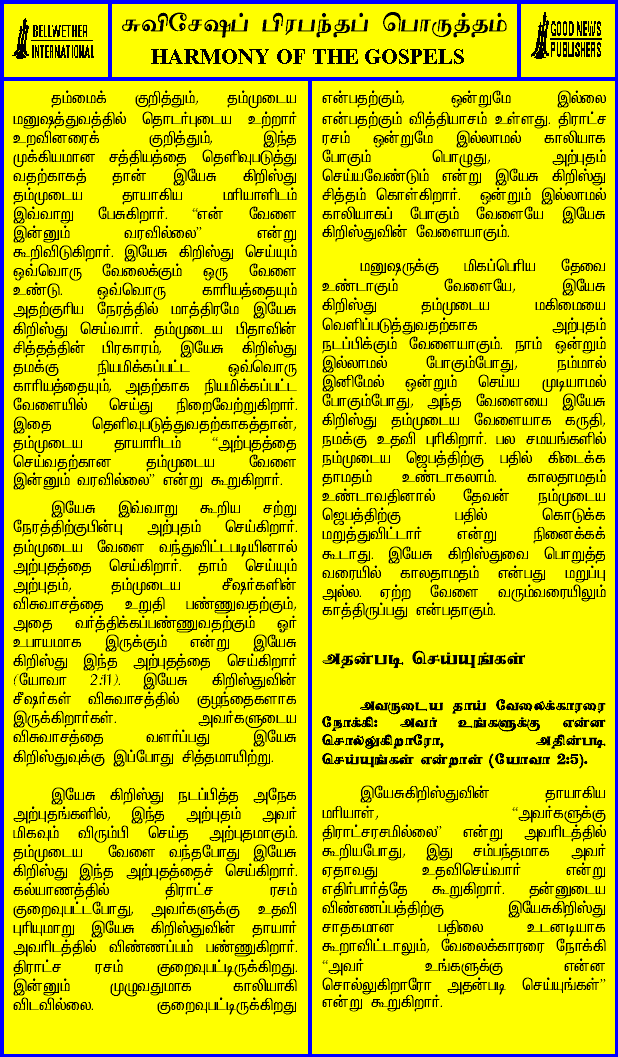 BELLWETHER
INTERNATIONAL
சுவிசேஷப் பிரபந்தப் பொருத்தம்
HARMONY OF THE GOSPELS
GOOD NEWS
PUBLISHERS
தம்மைக் குறித்தும், தம்முடைய
மனுஷத்துவத்தில் தொடர்புடைய உற்றார்
உறவினரைக் குறித்தும், இந்த
முக்கியமான சத்தியத்தை தெளிவுபடுத்து
வதற்காகத் தான் இயேசு கிறிஸ்து
தம்முடைய தாயாகிய மரியாளிடம்
இவ்வாறு பேசுகிறார். “என் வேளை
இன்னும் வரவில்லை” என்று
கூறிவிடுகிறார். இயேசு கிறிஸ்து செய்யும்
ஒவ்வொரு வேலைக்கும் ஒரு வேளை
உண்டு. ஒவ்வொரு காரியத்தையும்
அதற்குரிய நேரத்தில் மாத்திரமே இயேசு
கிறிஸ்து செய்வார். தம்முடைய பிதாவின்
சித்தத்தின் பிரகாரம், இயேசு கிறிஸ்து
தமக்கு நியமிக்கப்பட்ட ஒவ்வொரு
காரியத்தையும், அதற்காக நியமிக்கப்பட்ட
வேளையில் செய்து நிறைவேற்றுகிறார்.
இதை தெளிவுபடுத்துவதற்காகத்தான்,
தம்முடைய தாயாரிடம் “அற்புதத்தை
செய்வதற்கான தம்முடைய வேளை
இன்னும் வரவில்லை” என்று கூறுகிறார்.
இயேசு இவ்வாறு கூறிய சற்று
நேரத்திற்குபின்பு அற்புதம் செய்கிறார்.
தம்முடைய வேளை வந்துவிட்டபடியினால்
அற்புதத்தை செய்கிறார். தாம் செய்யும்
அற்புதம், தம்முடைய சீஷர்களின்
விசுவாசத்தை உறுதி பண்ணுவதற்கும்,
அதை வர்த்திக்கப்பண்ணுவதற்கும் ஓர்
உபாயமாக இருக்கும் என்று இயேசு
கிறிஸ்து இந்த அற்புதத்தை செய்கிறார்
(யோவா 2:11). இயேசு கிறிஸ்துவின்
சீஷர்கள் விசுவாசத்தில் குழந்தைகளாக
இருக்கிறார்கள். அவர்களுடைய
விசுவாசத்தை வளர்ப்பது இயேசு
கிறிஸ்துவுக்கு இப்போது சித்தமாயிற்று.
இயேசு கிறிஸ்து நடப்பித்த அநேக
அற்புதங்களில், இந்த அற்புதம் அவர்
மிகவும் விரும்பி செய்த அற்புதமாகும்.
தம்முடைய வேளை வந்தபோது இயேசு
கிறிஸ்து இந்த அற்புதத்தைச் செய்கிறார்.
கல்யாணத்தில் திராட்ச ரசம்
குறைவுபட்டபோது, அவர்களுக்கு உதவி
புரியுமாறு இயேசு கிறிஸ்துவின் தாயார்
அவரிடத்தில் விண்ணப்பம் பண்ணுகிறார்.
திராட்ச ரசம் குறைவுபட்டிருக்கிறது.
இன்னும் முழுவதுமாக காலியாகி
விடவில்லை. குறைவுபட்டிருக்கிறது
என்பதற்கும், ஒன்றுமே இல்லை
என்பதற்கும் வித்தியாசம் உள்ளது. திராட்ச
ரசம் ஒன்றுமே இல்லாமல் காலியாக
போகும் பொழுது, அற்புதம்
செய்யவேண்டும் என்று இயேசு கிறிஸ்து
சித்தம் கொள்கிறார். ஒன்றும் இல்லாமல்
காலியாகப் போகும் வேளையே இயேசு
கிறிஸ்துவின் வேளையாகும்.
மனுஷருக்கு மிகப்பெரிய தேவை
உண்டாகும் வேளையே, இயேசு
கிறிஸ்து தம்முடைய மகிமையை
வெளிப்படுத்துவதற்காக அற்புதம்
நடப்பிக்கும் வேளையாகும். நாம் ஒன்றும்
இல்லாமல் போகும்போது, நம்மால்
இனிமேல் ஒன்றும் செய்ய முடியாமல்
போகும்போது, அந்த வேளையை இயேசு
கிறிஸ்து தம்முடைய வேளையாக கருதி,
நமக்கு உதவி புரிகிறார். பல சமயங்களில்
நம்முடைய ஜெபத்திற்கு பதில் கிடைக்க
தாமதம் உண்டாகலாம். காலதாமதம்
உண்டாவதினால் தேவன் நம்முடைய
ஜெபத்திற்கு பதில் கொடுக்க
மறுத்துவிட்டார் என்று நினைக்கக்
கூடாது. இயேசு கிறிஸ்துவை பொறுத்த
வரையில் காலதாமதம் என்பது மறுப்பு
அல்ல. ஏற்ற வேளை வரும்வரையிலும்
காத்திருப்பது என்பதாகும்.
அதன்படி செய்யுங்கள்
அவருடைய தாய் வேலைக்காரரை
நோக்கி: அவர் உங்களுக்கு என்ன
சொல்லுகிறாரோ, அதின்படி
செய்யுங்கள் என்றாள் (யோவா 2:5).
இயேசுகிறிஸ்துவின் தாயாகிய
மரியாள், “அவர்களுக்கு
திராட்சரசமில்லை” என்று அவரிடத்தில்
கூறியபோது, இது சம்பந்தமாக அவர்
ஏதாவது உதவிசெய்வார் என்று
எதிர்பார்த்தே கூறுகிறார். தன்னுடைய
விண்ணப்பத்திற்கு இயேசுகிறிஸ்து
சாதகமான பதிலை உடனடியாக
கூறாவிட்டாலும், வேலைக்காரரை நோக்கி
“அவர் உங்களுக்கு என்ன
சொல்லுகிறாரோ அதன்படி செய்யுங்கள்”
என்று கூறுகிறார்.